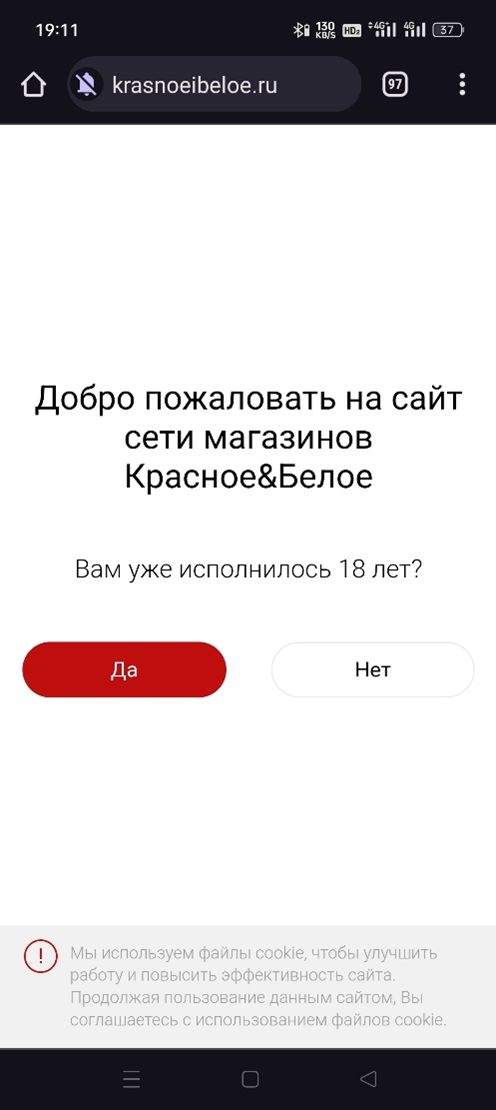 19:11
130
KB/S
HD₂
4G+
4G
37
krasnoeibeloe.ru
97
Добро пожаловать на сайт
сети магазинов
Красное&Белое
Вам уже исполнилось 18 лет?
Да
Нет
Мы используем файлы cookie, чтобы улучшить
работу и повысить эффективность сайта.
Продолжая пользование данным сайтом, Вы
соглашаетесь с использованием файлов cookie.